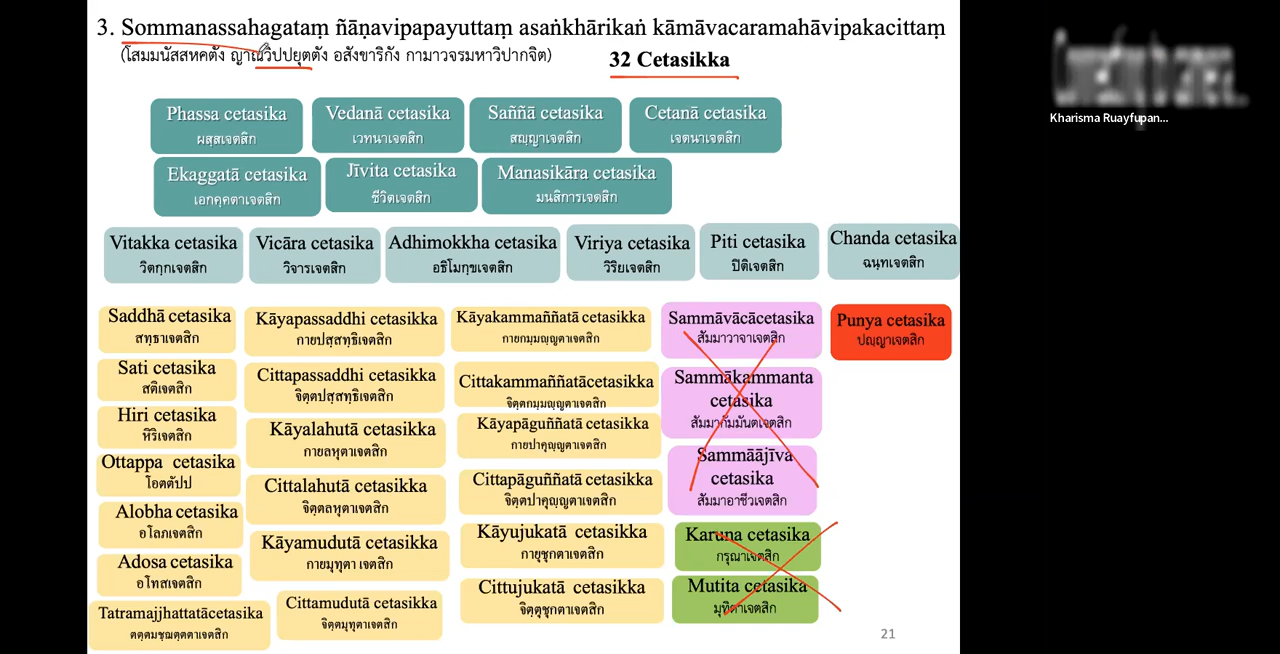 3. Sommanassahagataṃ ñāṇavipapayuttaṃ asaṅkhārikaṅ kāmāvacaramahāvipakacittaṃ
(โสมมนัสสหคตัง ญาณวิปปยุตตัง อสังขาริกัง กามาวจรมหาวิปากจิต)
32 Cetasikka
Phassa cetasika
ผสฺสเจตสิก
Vedanā cetasika
เวทนาเจตสิก
Saññā cetasika
สญฺญาเจตสิก
Cetanā cetasika
เจตนาเจตสิก
Ekaggatā cetasika
เอกคฺคตาเจตสิก
Jīvita cetasika
ชีวิตเจตสิก
Manasikāra cetasika
มนสิการเจตสิก
Vitakka cetasika
วิตกฺกเจตสิก
Vicāra cetasika
วิจารเจตสิก
Adhimokkha cetasika
อธิโมกฺขเจตสิก
Viriya cetasika
วิริยเจตสิก
Piti cetasika
ปิติเจตสิก
Chanda cetasika
ฉนฺทเจตสิก
Saddhā cetasika
สทฺธาเจตสิก
Sati cetasika
สติเจตสิก
Hiri cetasika
หิริเจตสิก
Ottappa cetasika
โอตตัปป
Alobha cetasika
อโลภเจตสิก
Adosa cetasika
อโทสเจตสิก
Tatramajjhattatācetasika
ตตฺตมชฺฌตฺตตาเจตสิก
Kāyapassaddhi cetasikka
กายปสฺสทฺธิเจตสิก
Cittapassaddhi cetasikka
จิตฺตปสฺสทฺธิเจตสิก
Kāyalahutā cetasikka
กายลหุตาเจตสิก
Cittalahutā cetasikka
จิตฺตลหุตาเจตสิก
Kāyamudutā cetasikka
กายมุทุตา เจตสิก
Cittamudutā cetasikka
จิตฺตมุทุตาเจตสิก
Kāyakammaññatā cetasikka
กายกมฺมญฺญตาเจตสิก
Cittakammaññatācetasikka
จิตฺตกมฺมญฺญตาเจตสิก
Kāyapāguññatā cetasikka
กายปาคุญฺญตาเจตสิก
Cittapāguññatā cetasikka
จิตฺตปาคุญฺญตาเจตสิก
Kāyujukatā cetasikka
กายุชุกตาเจตสิก
Cittujukatā cetasikka
จิตฺตุชุกตาเจตสิก
Sammāvācācetasika
สัมมาวาจาเจตสิก
Sammākammanta
cetasika
สัมมากัมมันตเจตสิก
Sammāājīva
cetasika
สัมมาอาชีวเจตสิก
Karuna cetasika
กรุณาเจตสิก
Mutita cetasika
มุทิตาเจตสิก
Punya cetasika
ปญฺญาเจตสิก
21
Kharisma Ruayfupan...